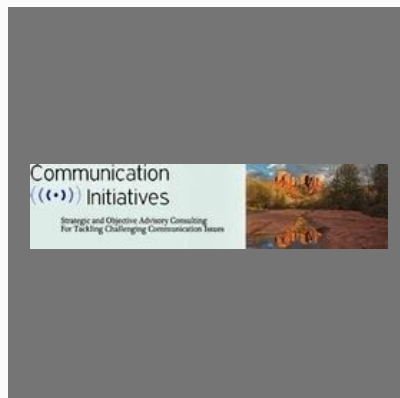 Communication
Initiatives
Strategic and Objective Advisory Consulting
For Tackling Challenging Communication Issues